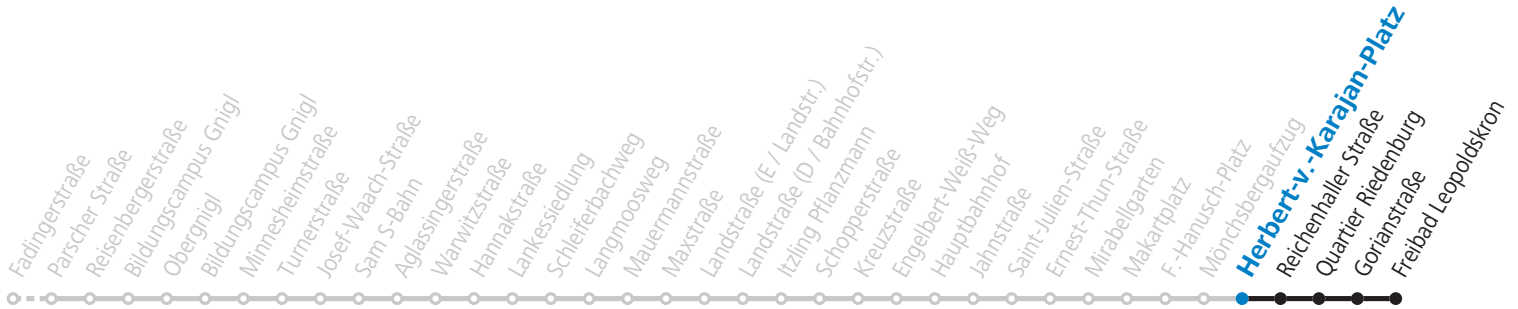 Fadingerstraße
Parscher Straße
Reisenbergerstraße
Bildungscampus Gnigl
Obergnigl
Bildungscampus Gnigl
Minnesheimstraße
Turnerstraße
Josef-Waach-Straße
Sam S-Bahn
Aglassingerstraße
Warwitzstraße
Hannakstraße
Lankessiedlung
Schleiferbachweg
Langmoosweg
Mauermannstraße
Maxstraße
Landstraße (E / Landstr.)
Landstraße (D / Bahnhofstr.)
Itzling Pflanzmann
Schopperstraße
Kreuzstraße
Engelbert-Weiß-Weg
Hauptbahnhof
Jahnstraße
Saint-Julien-Straße
Ernest-Thun-Straße
Mirabellgarten
Makartplatz
F.-Hanusch-Platz
Mönchsbergaufzug
Herbert-v.-Karajan-Platz
Reichenhaller Straße
Quartier Riedenburg
Gorianstraße
Freibad Leopoldskron